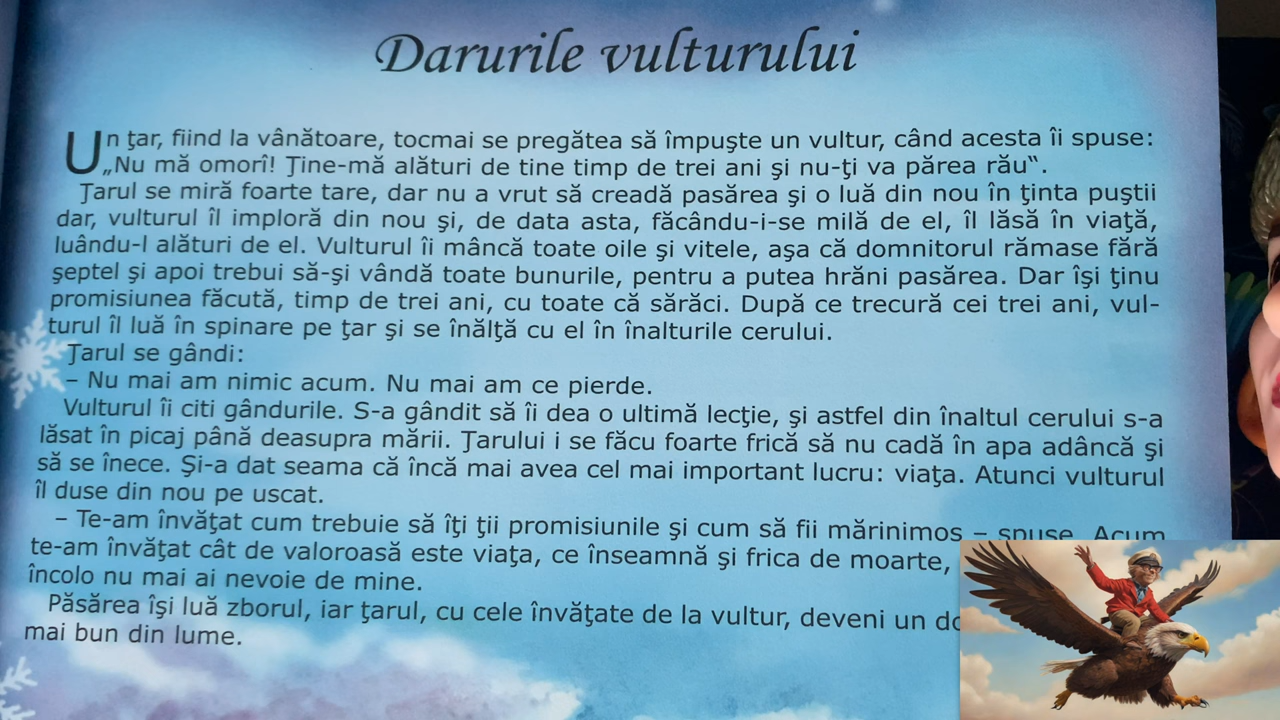 Darurile vulturului
Un ţar, fiind la vânătoare, tocmai se pregătea să împuşte un vultur, când acesta îi spuse:
„Nu mă omorî! Ţine-mă alături de tine timp de trei ani şi nu-ţi va părea rău“.
Ţarul se miră foarte tare, dar nu a vrut să creadă pasărea şi o luă din nou în ţinta puştii
dar, vulturul îl imploră din nou şi, de data asta, făcându-i-se milă de el, îl lăsă în viaţă,
luându-l alături de el. Vulturul îi mâncă toate oile şi vitele, aşa că domnitorul rămase fără
şeptel şi apoi trebui să-şi vândă toate bunurile, pentru a putea hrăni pasărea. Dar îşi ţinu
promisiunea făcută, timp de trei ani, cu toate că sărăci. După ce trecură cei trei ani, vul-
turul îl luă în spinare pe ţar şi se înălţă cu el în înalturile cerului.
Ţarul se gândi:
– Nu mai am nimic acum. Nu mai am ce pierde.
Vulturul îi citi gândurile. S-a gândit să îi dea o ultimă lecţie, şi astfel din înaltul cerului s-a
lăsat în picaj până deasupra mării. Ţarului i se făcu foarte frică să nu cadă în apa adâncă şi
să se înece. Şi-a dat seama că încă mai avea cel mai important lucru: viaţa. Atunci vulturul
îl duse din nou pe uscat.
– Te-am învăţat cum trebuie să îţi ţii promisiunile şi cum să fii mărinimos – spuse. Acum
te-am învăţat cât de valoroasă este viaţa, ce înseamnă şi frica de moarte,
încolo nu mai ai nevoie de mine.
Păsărea îşi luă zborul, iar ţarul, cu cele învăţate de la vultur, deveni un
mai bun din lume.